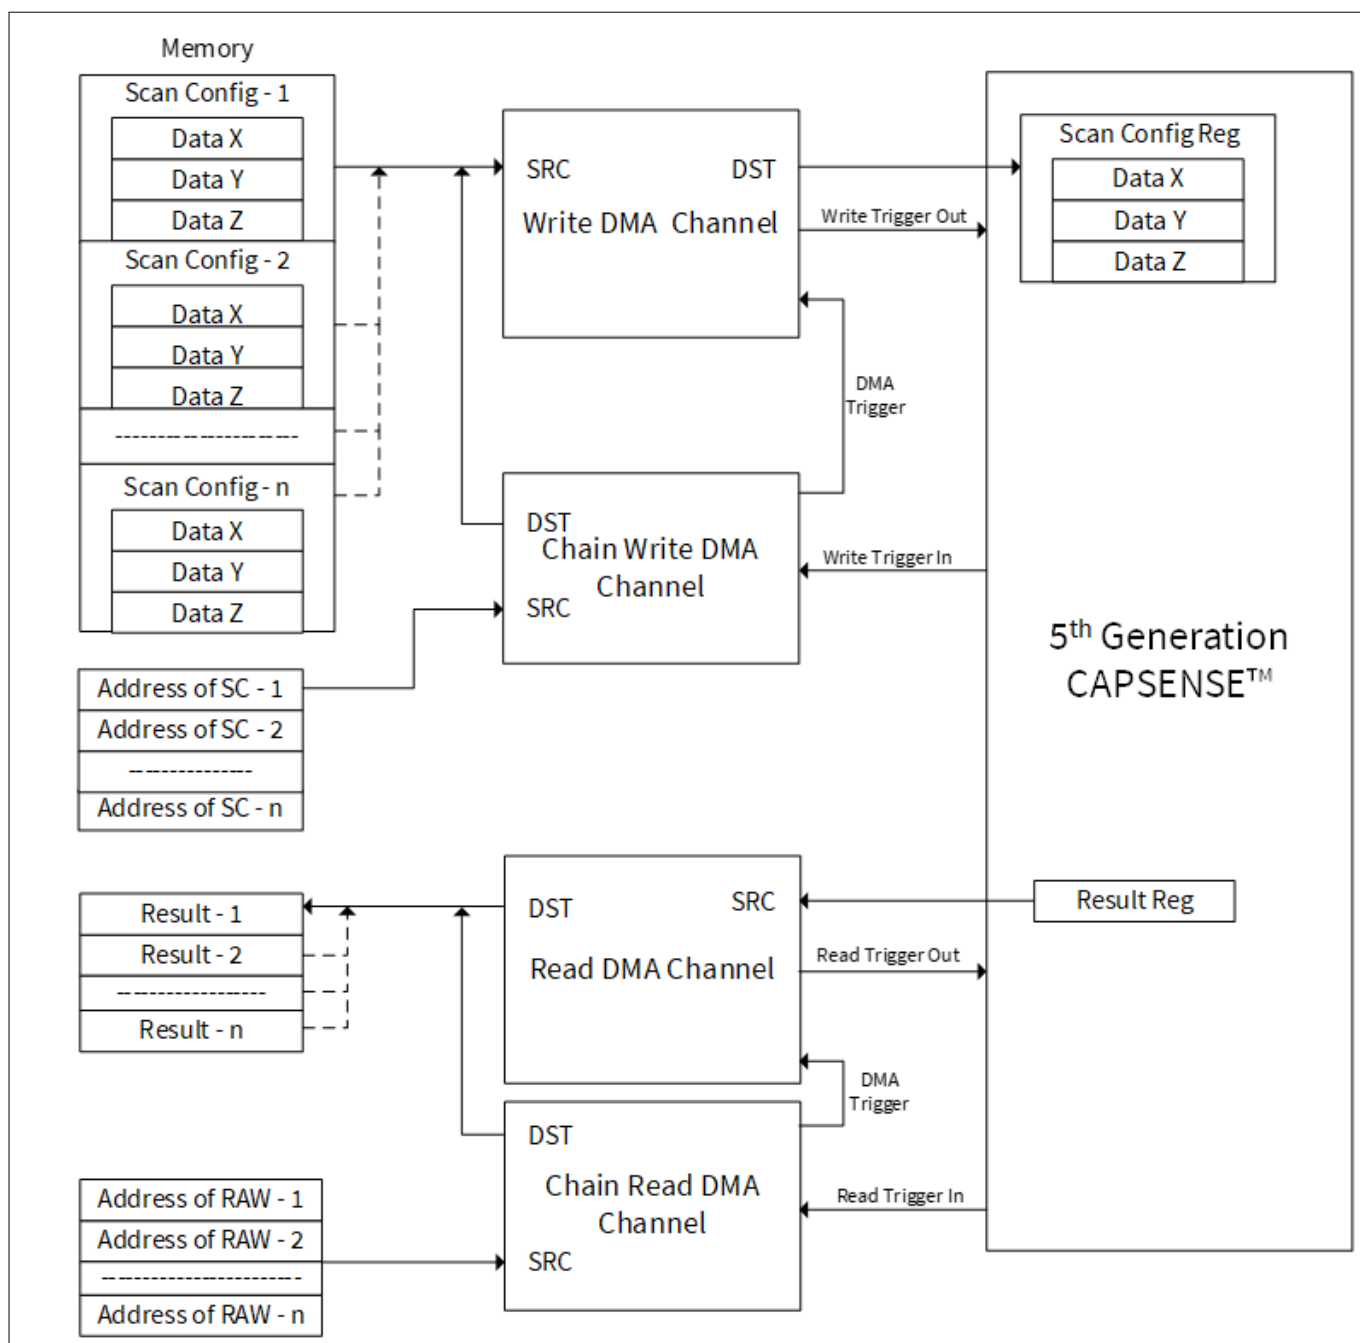 Memory
Scan Config - 1
Data X
Data Y
Data Z
Scan Config - 2
Data X
Data Y
Data Z
-----------------------
Scan Config - n
Data X
Data Y
Data Z
Address of SC - 1
Address of SC - 2
----------------
Address of SC - n
Result - 1
Result - 2
-------------------
Result - n
Address of RAW - 1
Address of RAW - 2
-------------------------
Address of RAW - n
SRC
DST
Write DMA Channel
Write Trigger Out
DMA
Trigger
DST
Chain Write DMA
Channel
SRC
Write Trigger In
DST
SRC
Read DMA Channel
Read Trigger Out
DMA
Trigger
DST
Chain Read DMA
Channel
SRC
Read Trigger In
Scan Config Reg
Data X
Data Y
Data Z
5th Generation
CAPSENSE™
Result Reg